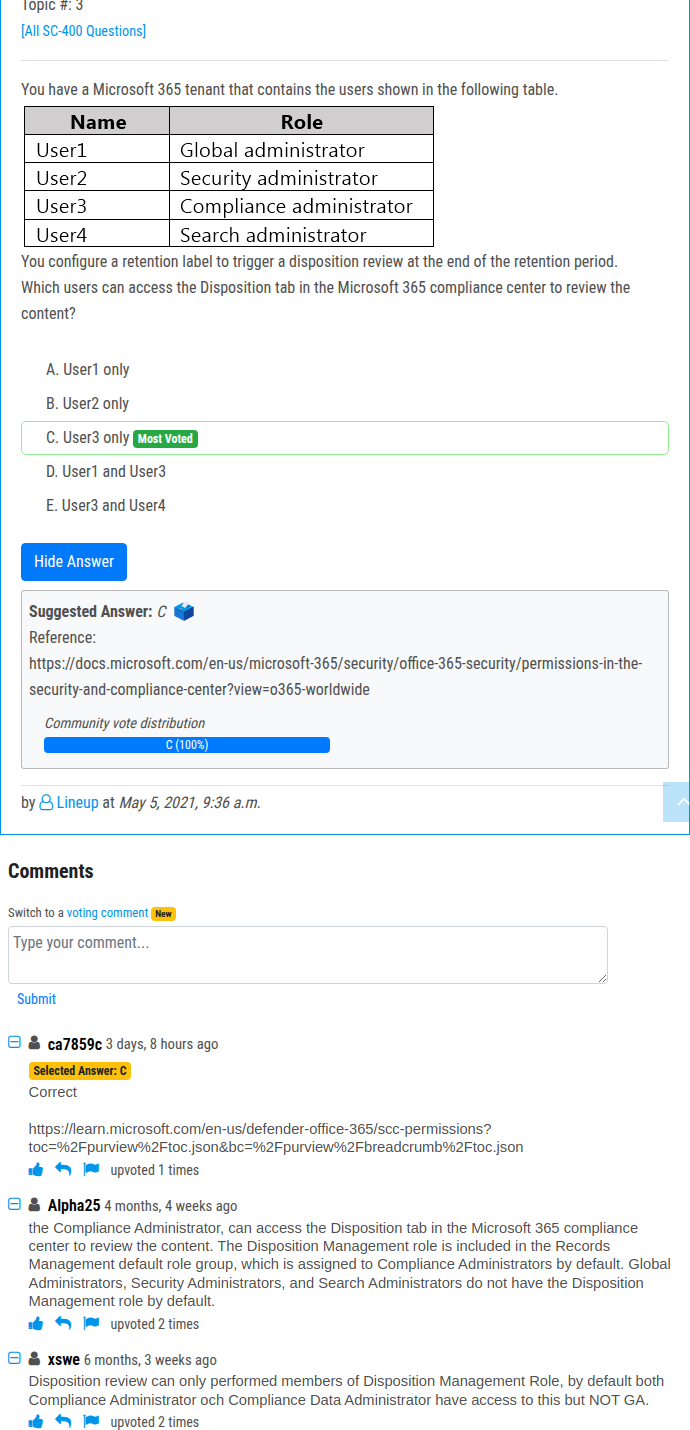 Topic #: 3
[All SC-400 Questions]
You have a Microsoft 365 tenant that contains the users shown in the following table.
Name Role
User1 Global administrator
User2 Security administrator
User3 Compliance administrator
User4 Search administrator
You configure a retention label to trigger a disposition review at the end of the retention period.
Which users can access the Disposition tab in the Microsoft 365 compliance center to review the
content?
A. User1 only
B. User2 only
C. User3 only Most Voted
D. User1 and User3
E. User3 and User4
Hide Answer
Suggested Answer: C
Reference:
https://docs.microsoft.com/en-us/microsoft-365/security/office-365-security/permissions-in-the-
security-and-compliance-center?view=o365-worldwide
Community vote distribution
C (100%)
by Lineup at May 5, 2021, 9:36 a.m.
Comments
Switch to a voting comment New
Type your comment...
Submit
ca7859c 3 days, 8 hours ago
Selected Answer: C
Correct
https://learn.microsoft.com/en-us/defender-office-365/scc-permissions?
toc=%2Fpurview%2Ftoc.json&bc=%2Fpurview%2Fbreadcrumb%2Ftoc.json
upvoted 1 times
Alpha25 4 months, 4 weeks ago
the Compliance Administrator, can access the Disposition tab in the Microsoft 365 compliance
center to review the content. The Disposition Management role is included in the Records
Management default role group, which is assigned to Compliance Administrators by default. Global
Administrators, Security Administrators, and Search Administrators do not have the Disposition
Management role by default.
upvoted 2 times
xswe 6 months, 3 weeks ago
Disposition review can only performed members of Disposition Management Role, by default both
Compliance Administrator och Compliance Data Administrator have access to this but NOT GA.
upvoted 2 times